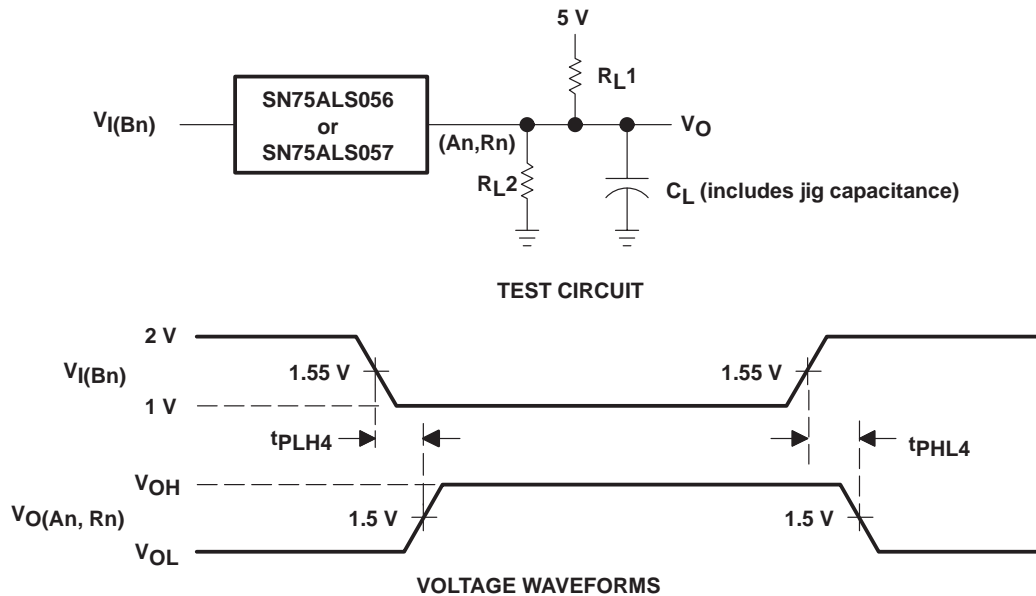 5 V
RL1
SN75ALS056
or
SN75ALS057
VI(Bn)
(An,Rn)
VO
RL2
CL (includes jig capacitance)
TEST CIRCUIT
2 V
VI(Bn)
1.55 V
1.55 V
1 V
tPLH4
tPHL4
VOH
VO(An, Rn)
1.5 V
1.5 V
VOL
VOLTAGE WAVEFORMS